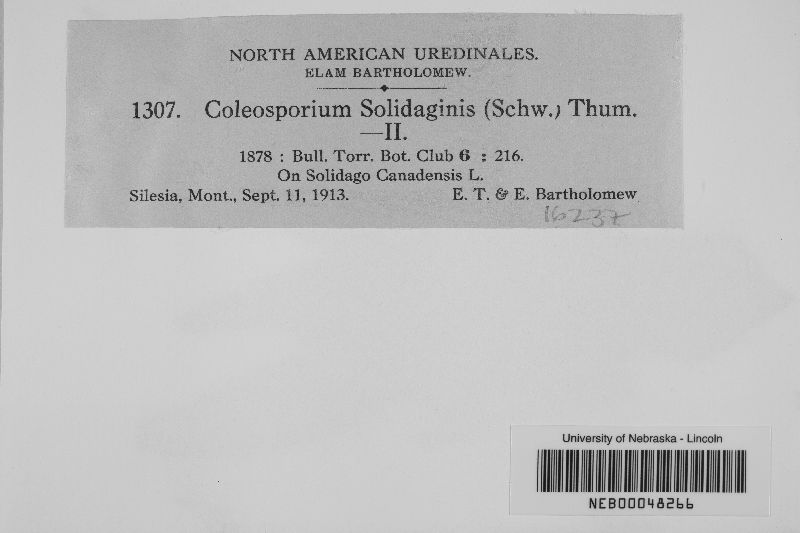 NORTH AMERICAN UREDINALES.
ELAM BARTHOLOMEW.
1307. Coleosporium Solidaginis (Schw.) Thum.
—II.
1878 : Bull. Torr. Bot. Club 6 : 216.
On Solidago Canadensis L.
Silesia, Mont., Sept. 11, 1913. E. T. & E. Bartholomew
16237
University of Nebraska - Lincoln
NEB00048266